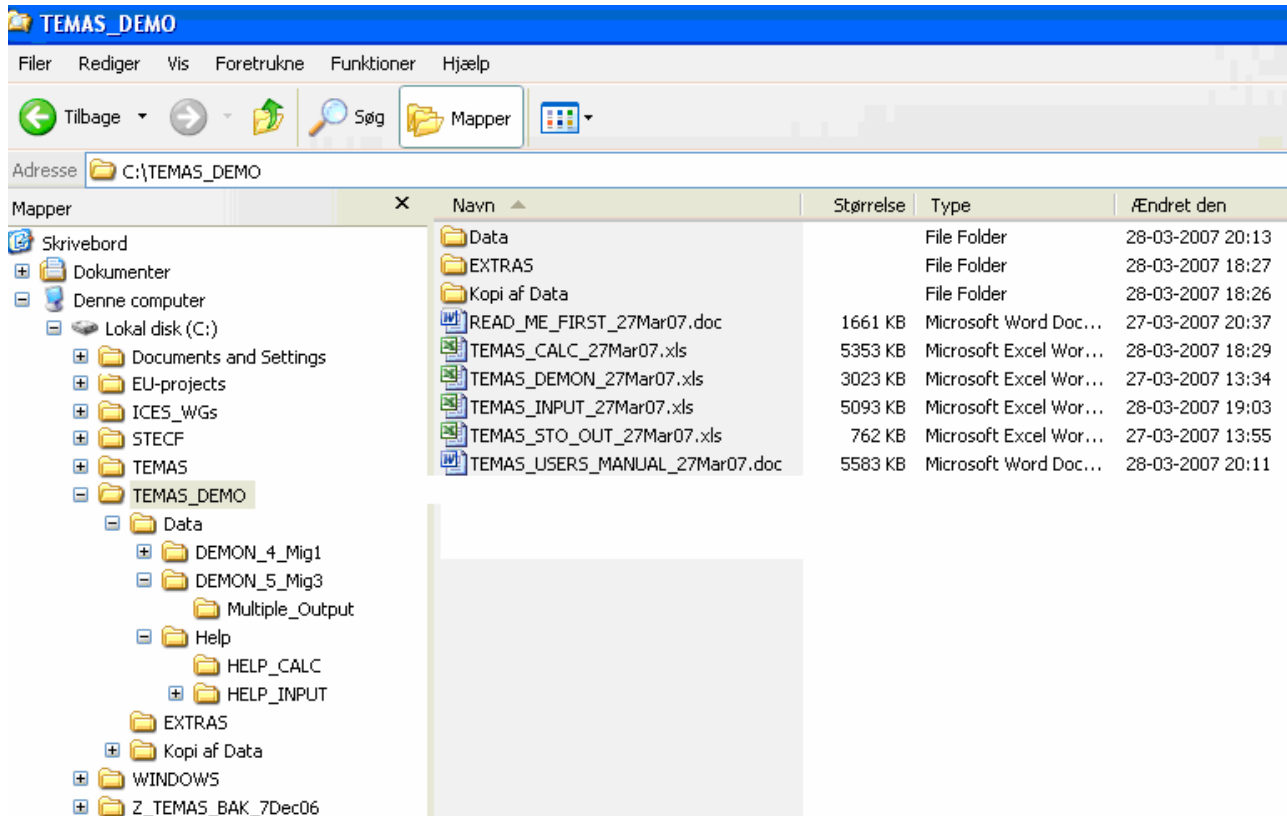 TEMAS_DEMO
Filer Rediger Vis Foretrukne Funktioner Hjælp
Tilbage Søg Mapper
Adresse C:\TEMAS_DEMO
Mapper
Skrivebord
Dokumenter
Denne computer
Lokal disk (C:)
Documents and Settings
EU-projects
ICES_WGs
STECF
TEMAS
TEMAS_DEMO
Data
DEMON_4_Mig1
DEMON_5_Mig3
Multiple_Output
Help
HELP_CALC
HELP_INPUT
EXTRAS
Kopi af Data
WINDOWS
Z_TEMAS_BAK_7Dec06
Navn Størrelse Type Ændret den
Data File Folder 28-03-2007 20:13
EXTRAS File Folder 28-03-2007 18:27
Kopi af Data File Folder 28-03-2007 18:26
READ_ME_FIRST_27Mar07.doc 1661 KB Microsoft Word Doc... 27-03-2007 20:37
TEMAS_CALC_27Mar07.xls 5353 KB Microsoft Excel Wor... 28-03-2007 18:29
TEMAS_DEMON_27Mar07.xls 3023 KB Microsoft Excel Wor... 27-03-2007 13:34
TEMAS_INPUT_27Mar07.xls 5093 KB Microsoft Excel Wor... 28-03-2007 19:03
TEMAS_STO_OUT_27Mar07.xls 762 KB Microsoft Excel Wor... 27-03-2007 13:55
TEMAS_USERS_MANUAL_27Mar07.doc 5583 KB Microsoft Word Doc... 28-03-2007 20:11